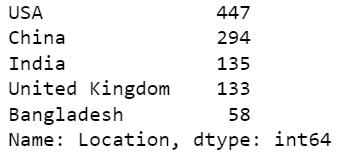 USA 447
China 294
India 135
United Kingdom 133
Bangladesh 58
Name: Location, dtype: int64